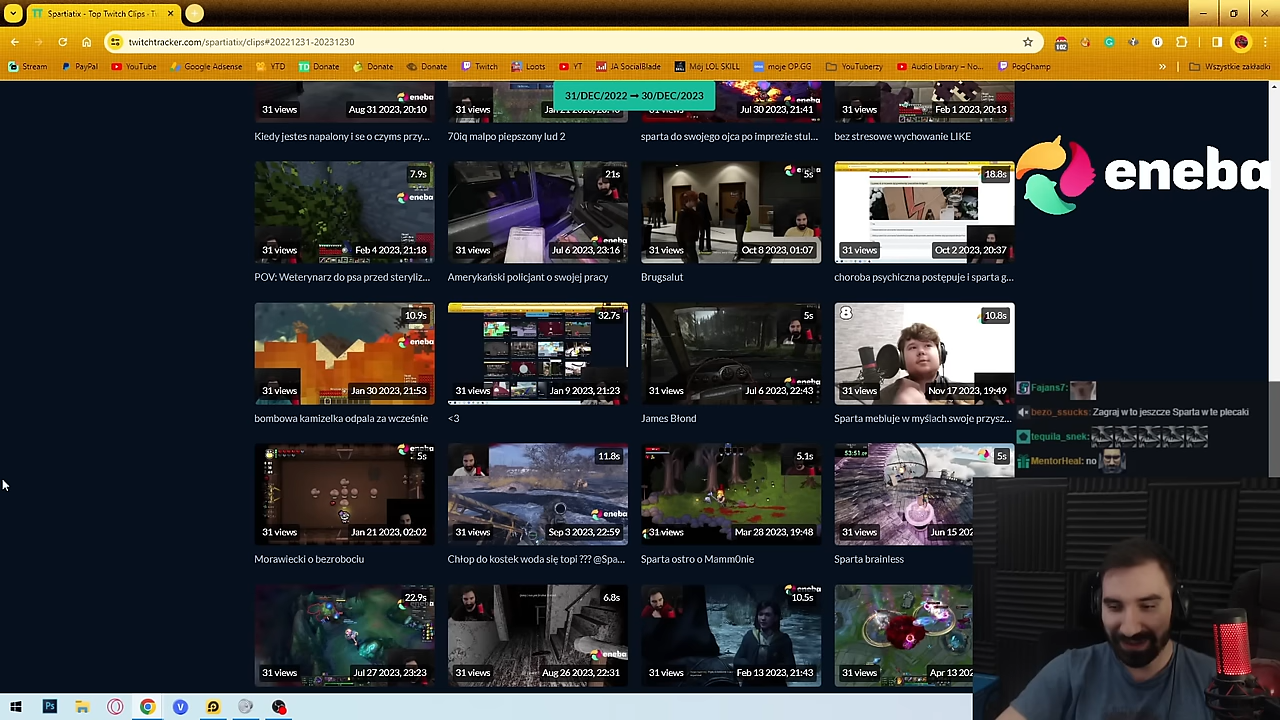 Spartiatix - Top Twitch Clips - Tw
twitchtracker.com/spartiatix/clips#20221231-20231230
102
Stream
PayPal
YouTube
Google Adsense
YTD
Donate
Donate
Donate
Twitch
Loots
YT
JA SocialBlade
Mój LOL SKILL
moje OP.GG
YouTuberzy
Audio Library – No...
PogChamp
Wszystkie zakładki
31/DEC/2022 → 30/DEC/2023
31 views
Aug 31 2023, 20:10
31 views
31 views
Jul 30 2023, 21:41
31 views
Feb 1 2023, 20:13
Kiedy jestes napalony i se o czyms przy...
70iq malpo piepszony lud 2
sparta do swojego ojca po imprezie stul...
bez stresowe wychowanie LIKE
eneba
7.9s
31 views
Feb 4 2023, 21:18
21s
31 views
Jul 6 2023, 23:16
5s
31 views
Oct 8 2023, 01:07
18.8s
31 views
Oct 2 2023, 20:37
POV: Weterynarz do psa przed steryliz...
Amerykański policjant o swojej pracy
Brugsalut
choroba psychiczna postępuje i sparta g...
10.9s
31 views
Jan 30 2023, 21:53
32.7s
31 views
Jan 9 2023, 21:23
5s
31 views
Jul 6 2023, 22:43
8
10.8s
31 views
Nov 17 2023, 19:49
bombowa kamizelka odpala za wcześnie
<3
James Błond
Sparta mebluje w myślach swoje przysz...
Fajans7:
bezo_ssucks: Zagraj w to jeszcze Sparta w te plecaki
tequila_snek:
MentorHeal: no
5s
31 views
Jan 21 2023, 02:02
11.8s
31 views
Sep 3 2023, 22:59
5.1s
31 views
Mar 28 2023, 19:48
53:51
5s
31 views
Jun 15 202
Morawiecki o bezrobociu
Chłop do kostek woda się topi ??? @Spa...
Sparta ostro o Mamm0nie
Sparta brainless
22.9s
31 views
Jul 27 2023, 23:23
6.8s
31 views
Aug 26 2023, 22:31
10.5s
31 views
Feb 13 2023, 21:43
31 views
Apr 13 202